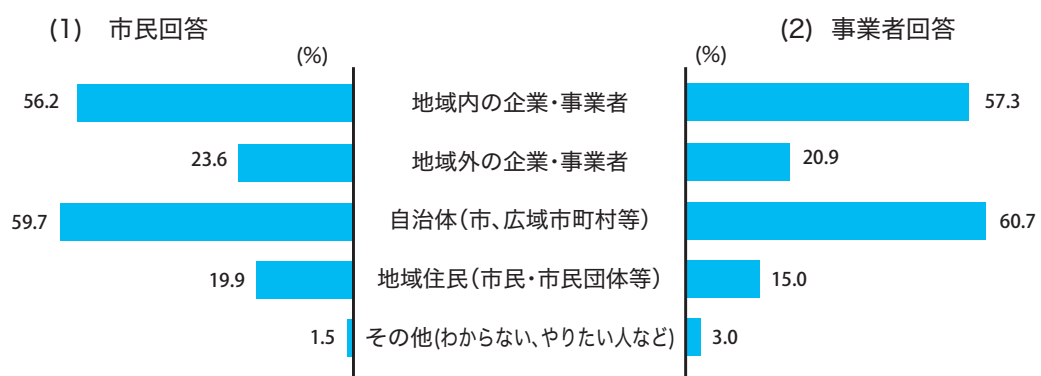 (1) 市民回答
(2) 事業者回答
(%)
(%)
56.2 地域内の企業・事業者 57.3
23.6 地域外の企業・事業者 20.9
59.7 自治体(市、広域市町村等) 60.7
19.9 地域住民(市民・市民団体等) 15.0
1.5 その他(わからない、やりたい人など) 3.0